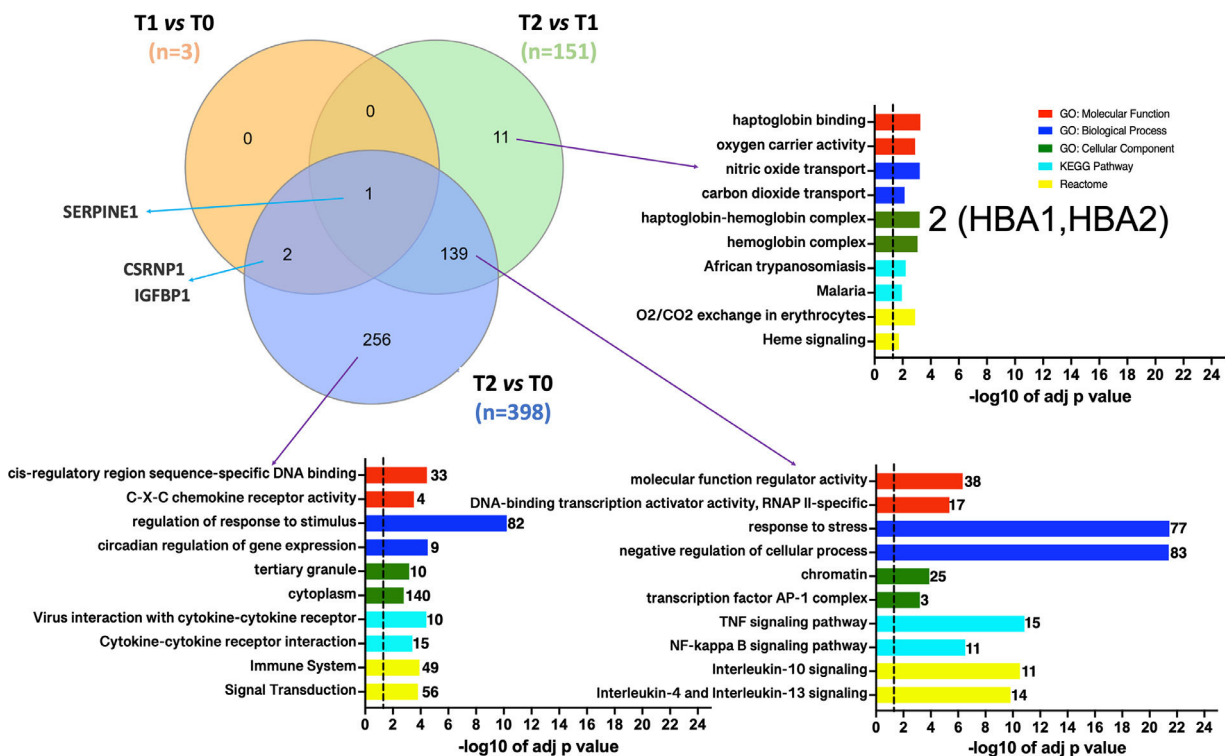 T1 vs T0
(n=3)
T2 vs T1
(n=151)
0
0
11
1
2
139
256
SERPINE1
CSRNP1
IGFBP1
T2 vs T0
(n=398)
haptoglobin binding
oxygen carrier activity
nitric oxide transport
carbon dioxide transport
haptoglobin-hemoglobin complex
hemoglobin complex
African trypanosomiasis
Malaria
O2/CO2 exchange in erythrocytes
Heme signaling
GO: Molecular Function
GO: Biological Process
GO: Cellular Component
KEGG Pathway
Reactome
2 (HBA1,HBA2)
0 2 4 6 8 10 12 14 16 18 20 22 24
-log10 of adj p value
cis-regulatory region sequence-specific DNA binding 33
C-X-C chemokine receptor activity 4
regulation of response to stimulus 82
circadian regulation of gene expression 9
tertiary granule 10
cytoplasm 140
Virus interaction with cytokine-cytokine receptor 10
Cytokine-cytokine receptor interaction 15
Immune System 49
Signal Transduction 56
0 2 4 6 8 10 12 14 16 18 20 22 24
-log10 of adj p value
molecular function regulator activity 38
DNA-binding transcription activator activity, RNAP II-specific 17
response to stress 77
negative regulation of cellular process 83
chromatin 25
transcription factor AP-1 complex 3
TNF signaling pathway 15
NF-kappa B signaling pathway 11
Interleukin-10 signaling 11
Interleukin-4 and Interleukin-13 signaling 14
0 2 4 6 8 10 12 14 16 18 20 22 24
-log10 of adj p value